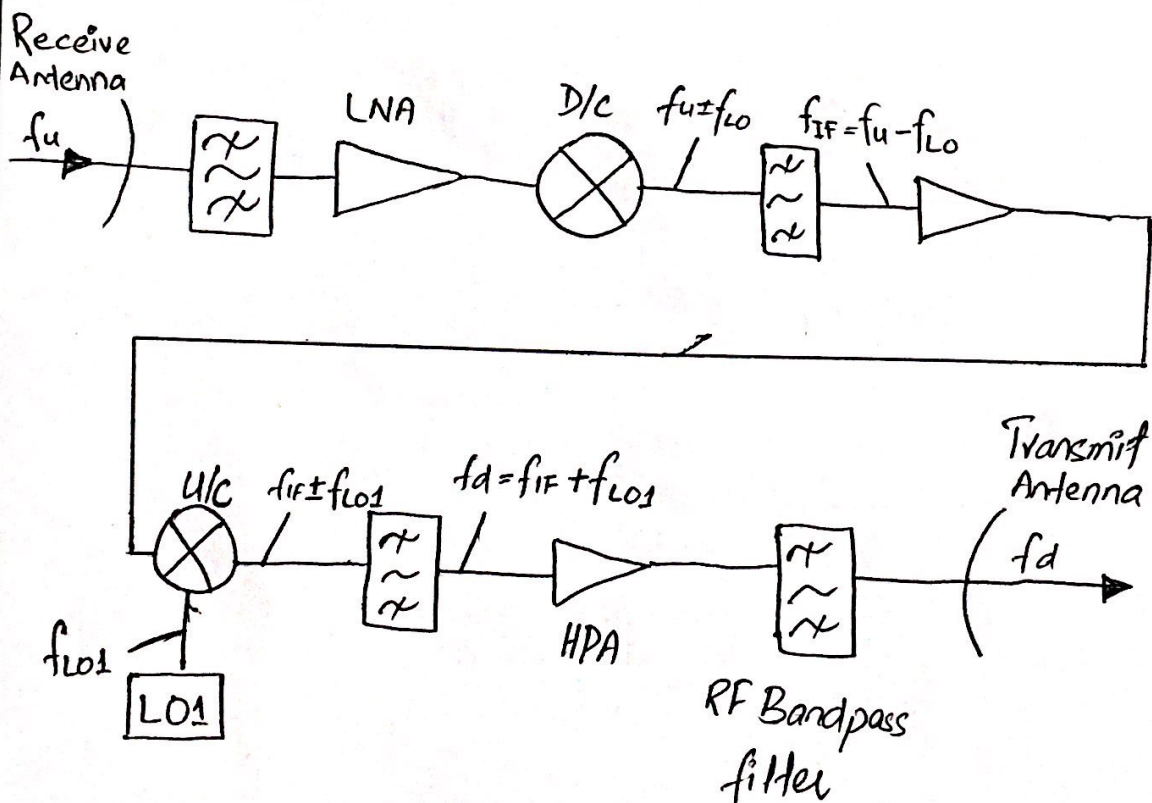 Receive
Antenna
fu
LNA
D/C
fu±fLO
fIF=fu-fLO
U/C
fIF±fLO1
fd=fIF+fLO1
Transmit
Antenna
fd
fLO1
LO1
HPA
RF Bandpass
filter